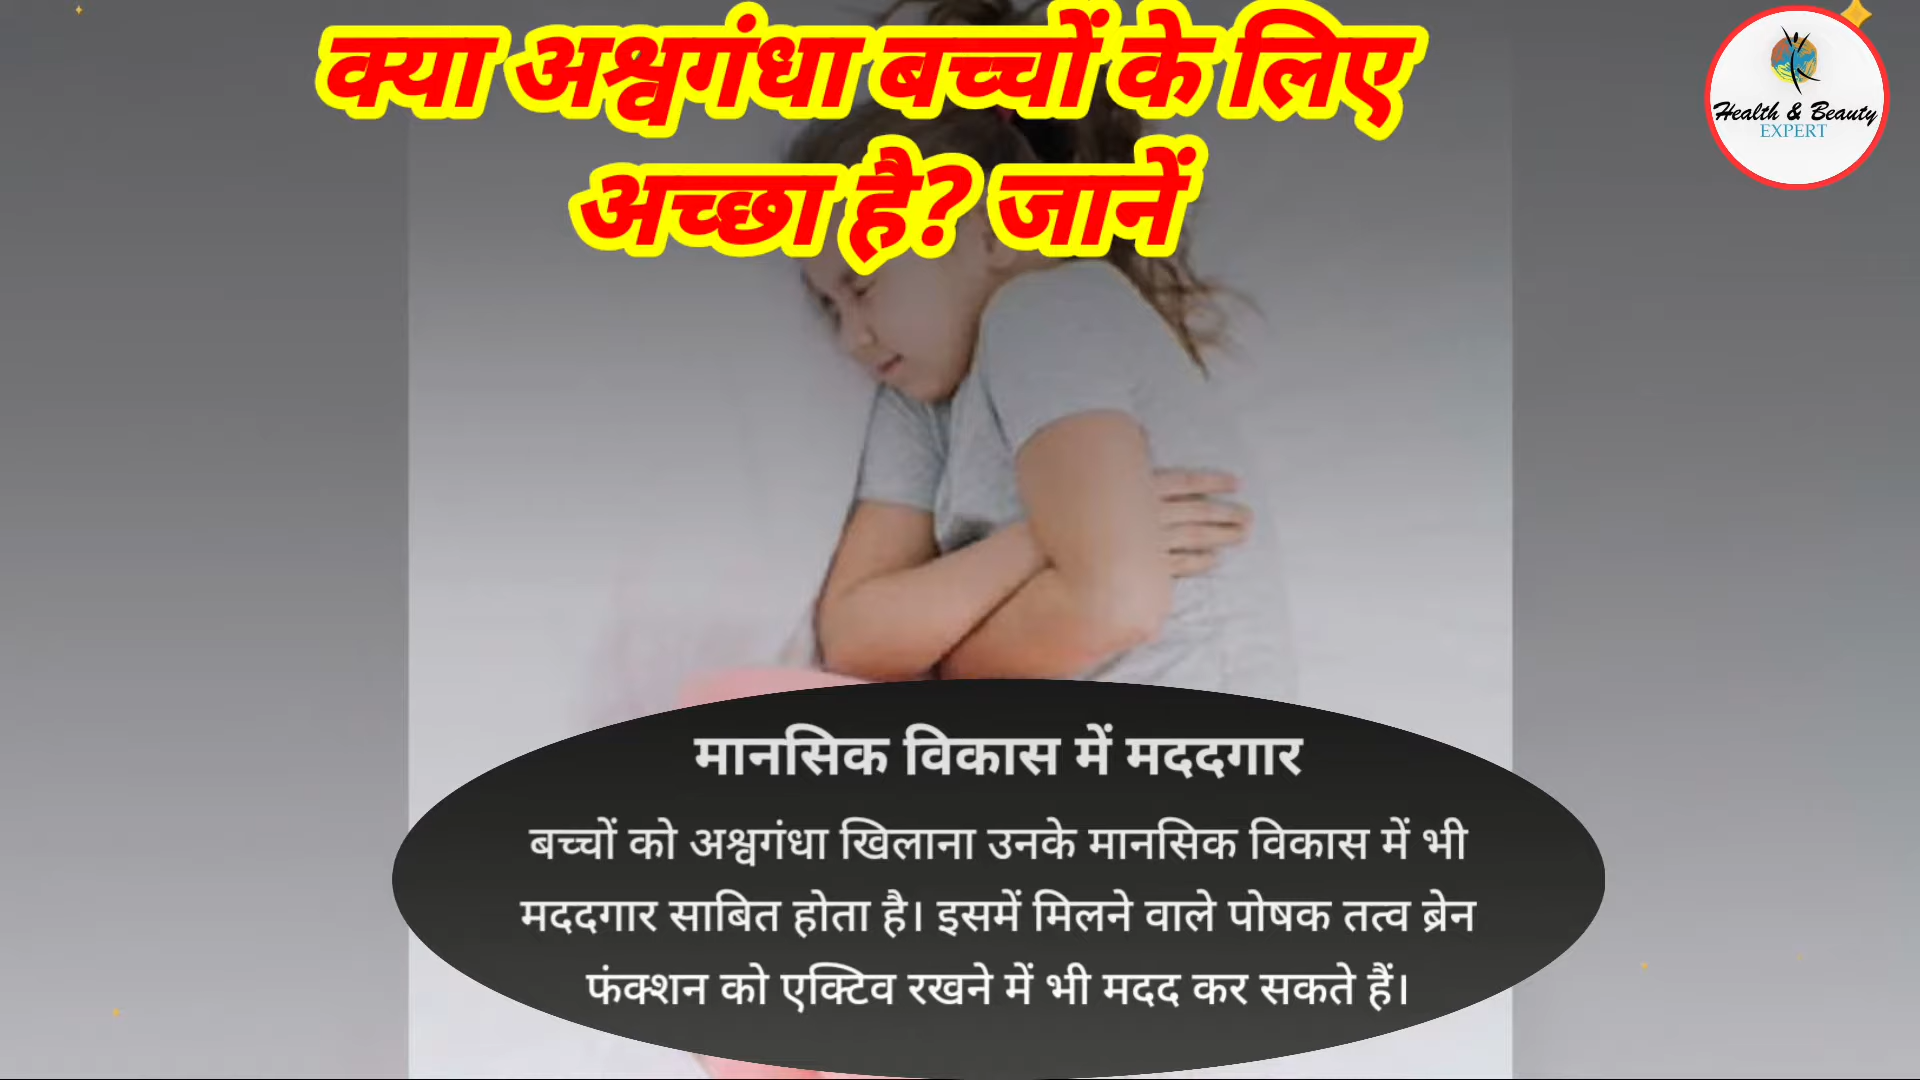 क्या अश्वगंधा बच्चों के लिए
अच्छा है? जानें
Health & Beauty
EXPERT
मानसिक विकास में मददगार
बच्चों को अश्वगंधा खिलाना उनके मानसिक विकास में भी
मददगार साबित होता है। इसमें मिलने वाले पोषक तत्व ब्रेन
फंक्शन को एक्टिव रखने में भी मदद कर सकते हैं।